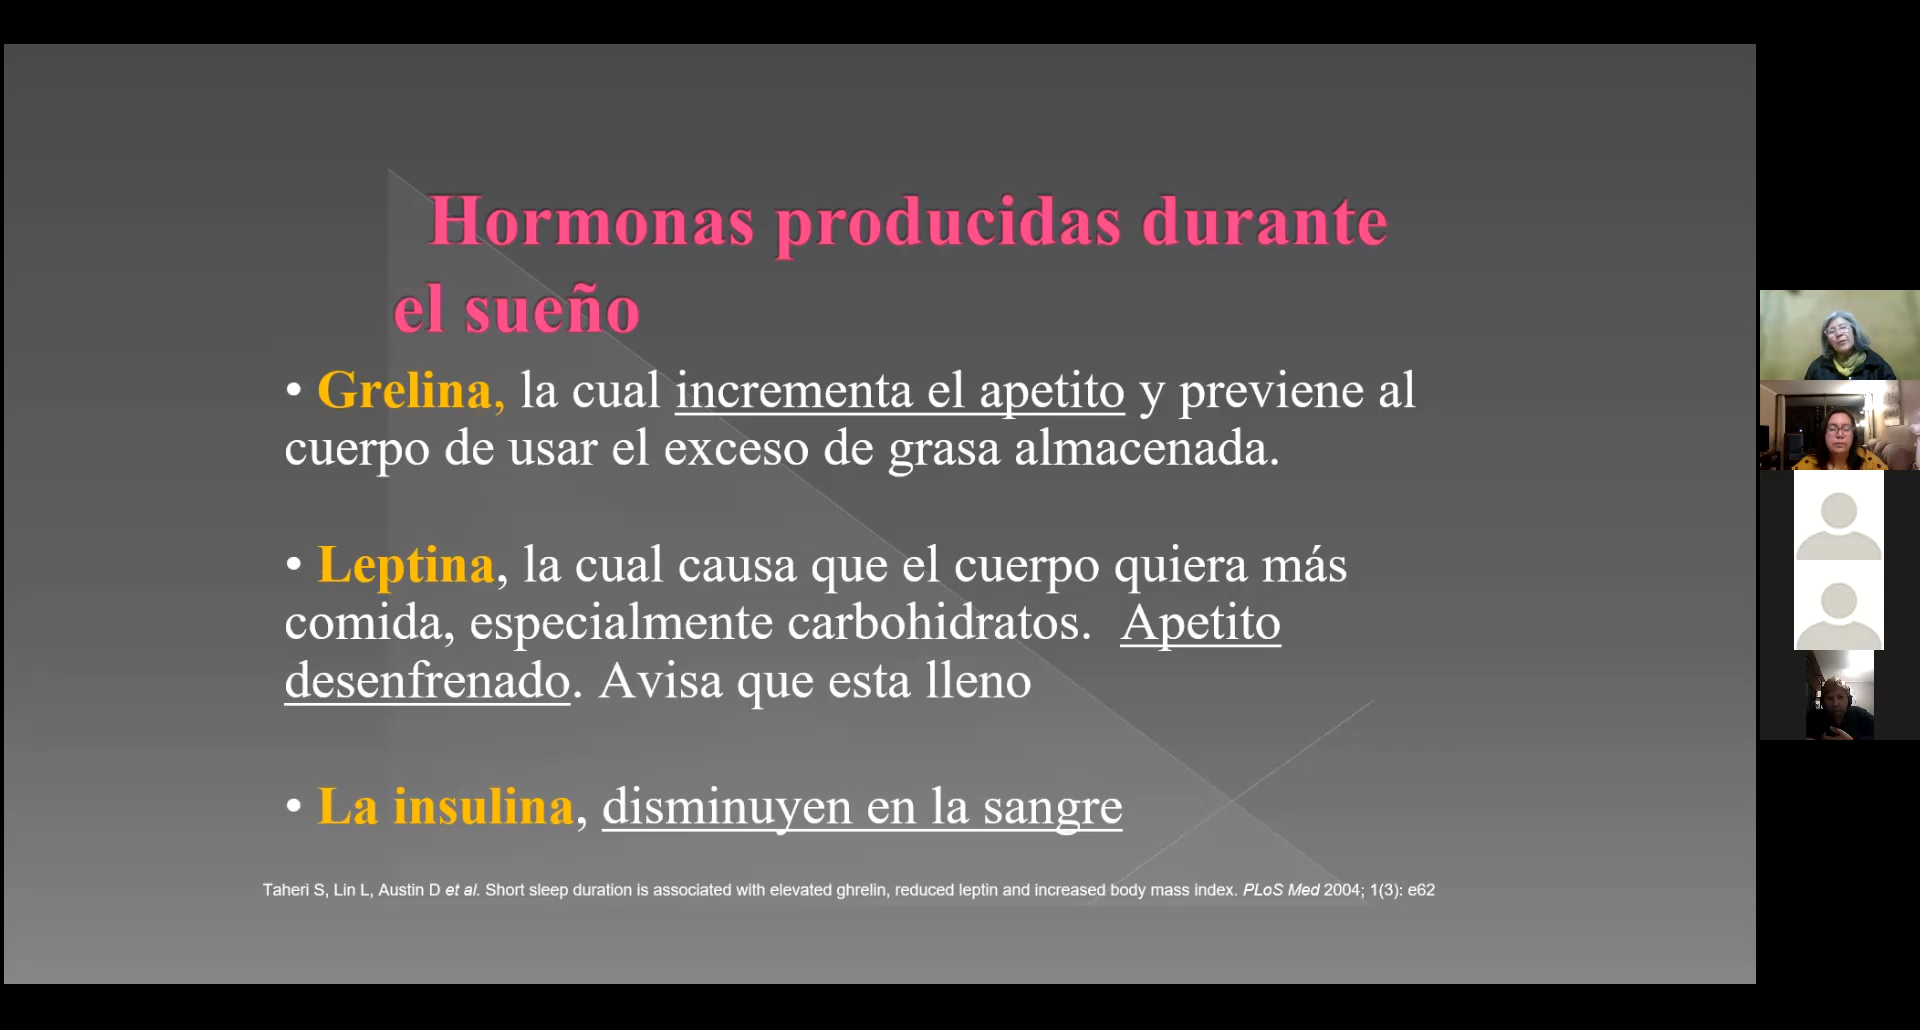 Hormonas producidas durante
el sueño
• Grelina, la cual incrementa el apetito y previene al
cuerpo de usar el exceso de grasa almacenada.
• Leptina, la cual causa que el cuerpo quiera más
comida, especialmente carbohidratos. Apetito
desenfrenado. Avisa que esta lleno
• La insulina, disminuyen en la sangre
Taheri S, Lin L, Austin D et al. Short sleep duration is associated with elevated ghrelin, reduced leptin and increased body mass index. PLoS Med 2004; 1(3): e62